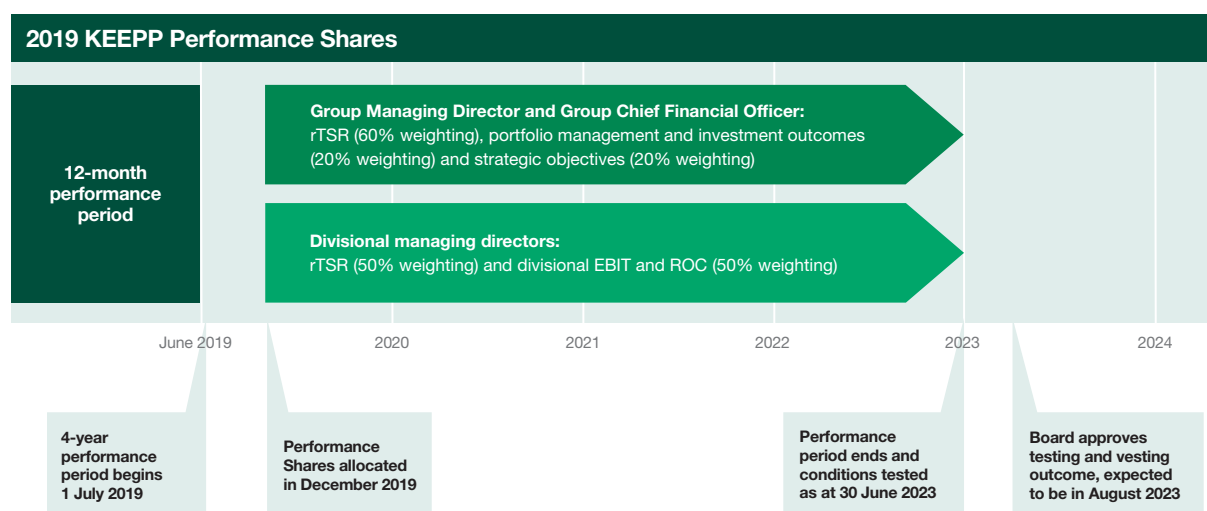 2019 KEEPP Performance Shares
12-month
performance
period
Group Managing Director and Group Chief Financial Officer:
rTSR (60% weighting), portfolio management and investment outcomes
(20% weighting) and strategic objectives (20% weighting)
Divisional managing directors:
rTSR (50% weighting) and divisional EBIT and ROC (50% weighting)
June 2019
2020
2021
2022
2023
2024
4-year
performance
period begins
1 July 2019
Performance
Shares allocated
in December 2019
Performance
period ends and
conditions tested
as at 30 June 2023
Board approves
testing and vesting
outcome, expected
to be in August 2023